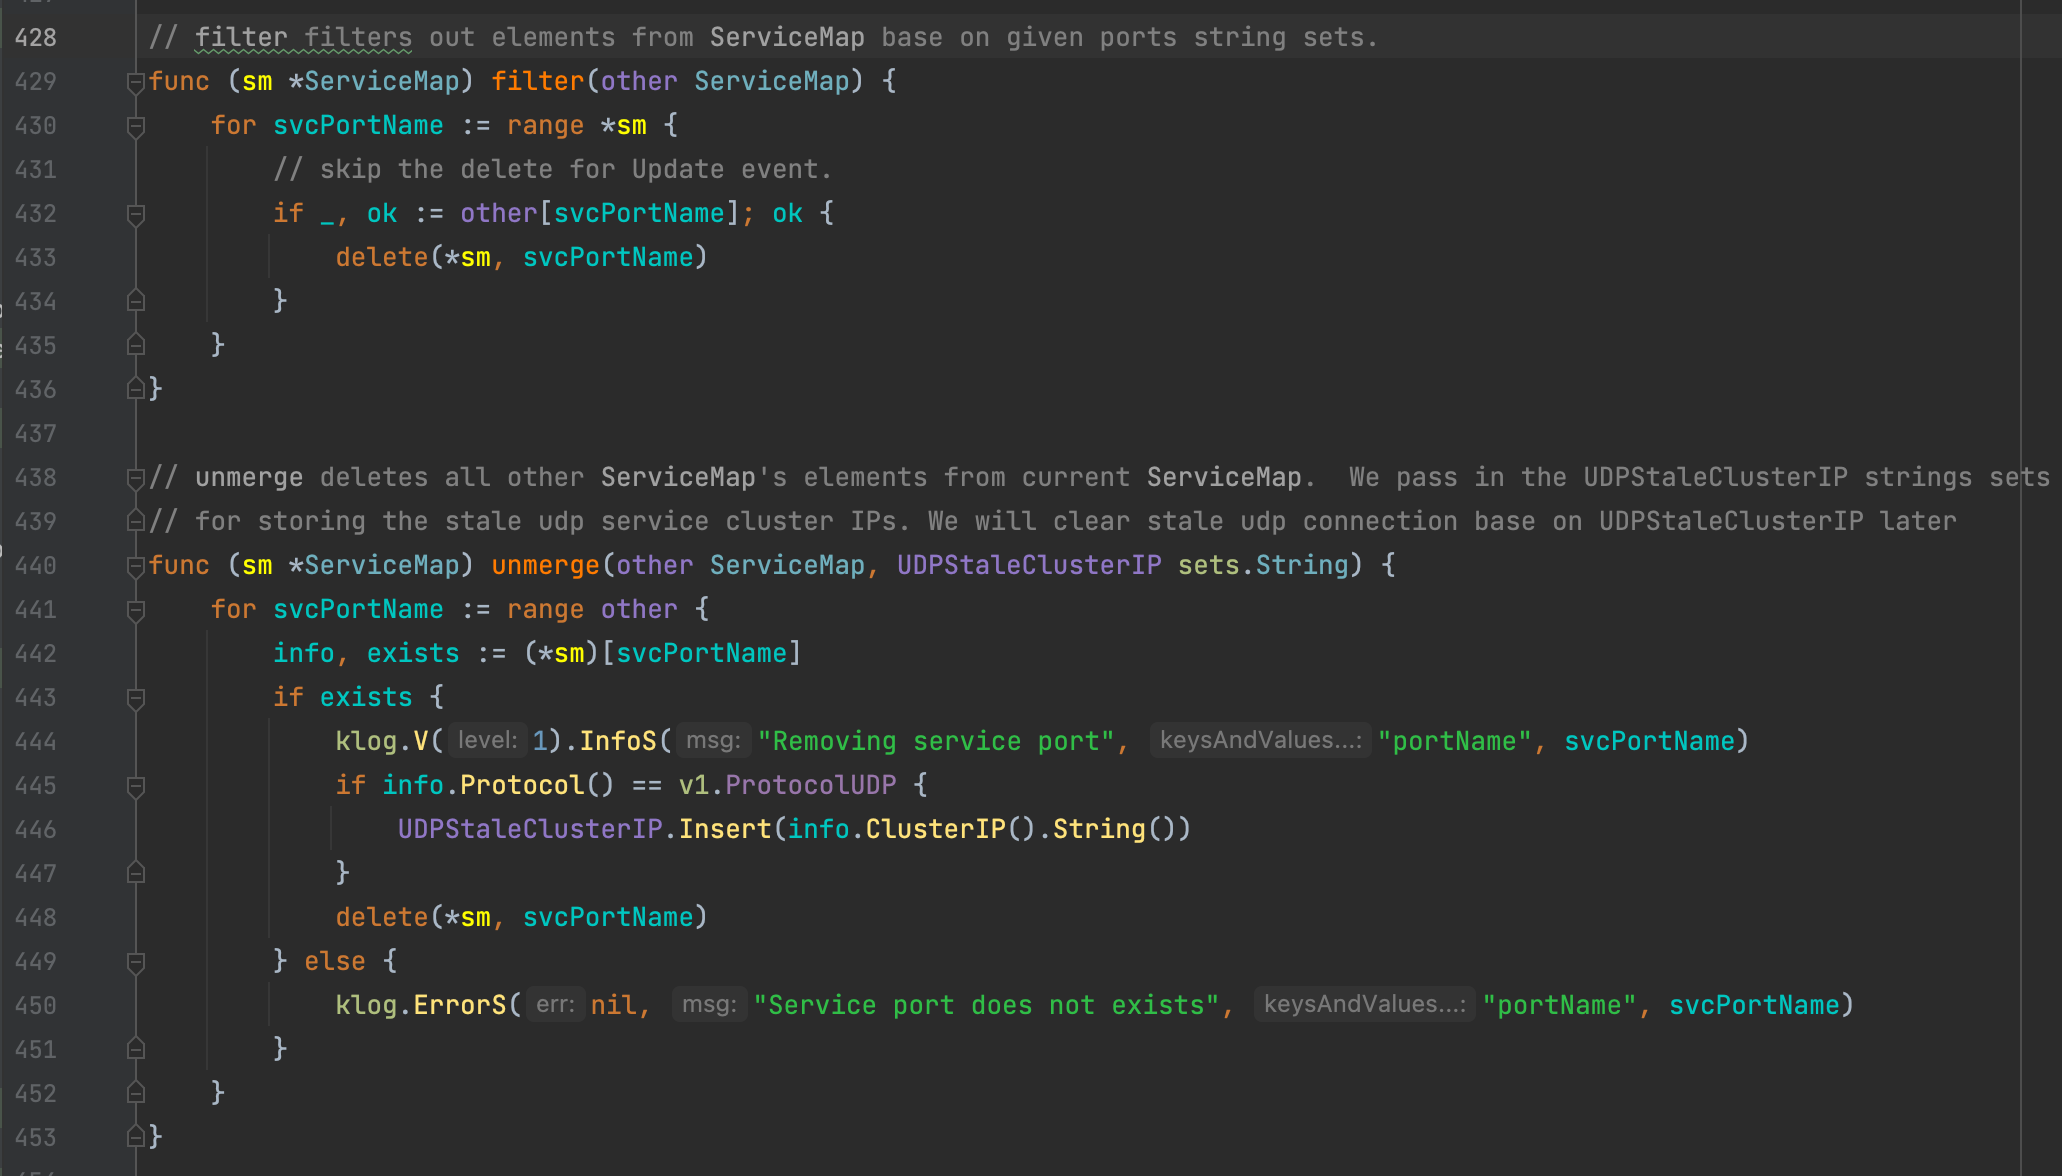 428 // filter filters out elements from ServiceMap base on given ports string sets.
429 func (sm *ServiceMap) filter(other ServiceMap) {
430 for svcPortName := range *sm {
431 // skip the delete for Update event.
432 if _, ok := other[svcPortName]; ok {
433 delete(*sm, svcPortName)
434 }
435 }
436 }
437
438 // unmerge deletes all other ServiceMap's elements from current ServiceMap.  We pass in the UDPStaleClusterIP strings sets
439 // for storing the stale udp service cluster IPs. We will clear stale udp connection base on UDPStaleClusterIP later
440 func (sm *ServiceMap) unmerge(other ServiceMap, UDPStaleClusterIP sets.String) {
441 for svcPortName := range other {
442 info, exists := (*sm)[svcPortName]
443 if exists {
444 klog.V( level: 1).InfoS( msg: "Removing service port", keysAndValues...: "portName", svcPortName)
445 if info.Protocol() == v1.ProtocolUDP {
446 UDPStaleClusterIP.Insert(info.ClusterIP().String())
447 }
448 delete(*sm, svcPortName)
449 } else {
450 klog.ErrorS( err: nil, msg: "Service port does not exists", keysAndValues...: "portName", svcPortName)
451 }
452 }
453 }